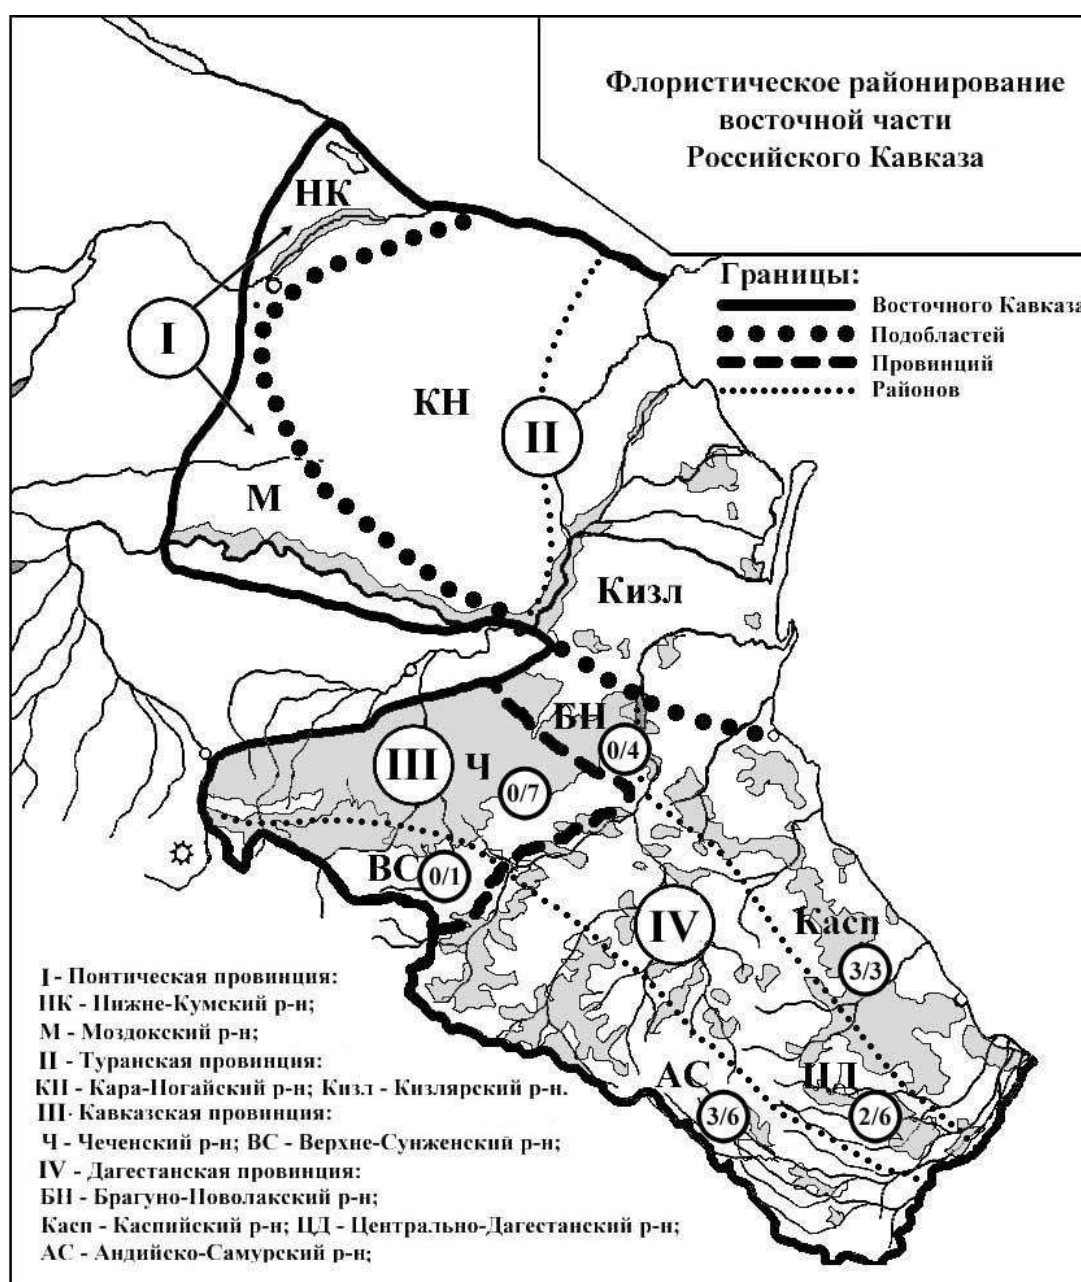 Флористическое районирование
восточной части
Российского Кавказа
Границы:
Восточного Кавказа
Подобластей
Провинций
Районов
НК
I
КН
II
М
Кизл
БН
0/4
III
Ч
0/7
ВС
0/1
IV
Касп
3/3
АС
ЦД
3/6
2/6
I - Понтическая провинция:
НК - Нижне-Кумский р-н;
М - Моздокский р-н;
II - Туранская провинция:
КН - Кара-Ногайский р-н; Кизл - Кизлярский р-н.
III- Кавказская провинция:
Ч - Чеченский р-н; ВС - Верхне-Сунженский р-н;
IV - Дагестанская провинция:
БН - Брагуно-Новолакский р-н;
Касп - Каспийский р-н; ЦД - Центрально-Дагестанский р-н;
АС - Андийско-Самурский р-н;